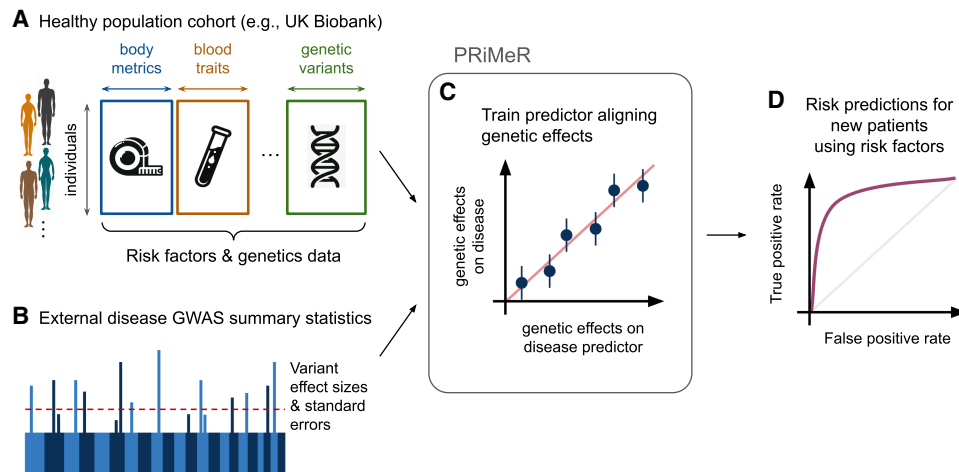 A Healthy population cohort (e.g., UK Biobank)
body
metrics
blood
traits
genetic
variants
individuals
...
...
Risk factors & genetics data
B External disease GWAS summary statistics
Variant
effect sizes
& standard
errors
PRiMeR
C
Train predictor aligning
genetic effects
genetic effects
on disease
genetic effects on
disease predictor
D
Risk predictions for
new patients
using risk factors
True positive rate
False positive rate